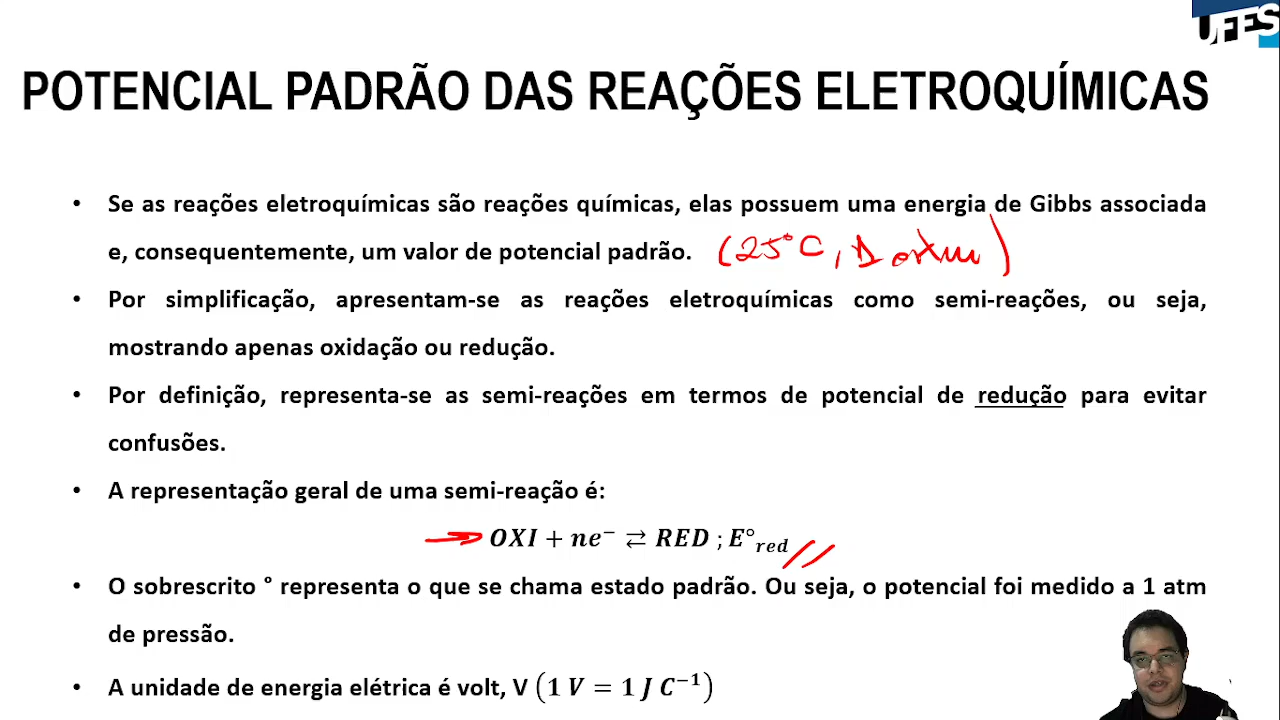 UFES
POTENCIAL PADRÃO DAS REAÇÕES ELETROQUÍMICAS
• Se as reações eletroquímicas são reações químicas, elas possuem uma energia de Gibbs associada
e, consequentemente, um valor de potencial padrão. (25°C, 1 atm)
• Por simplificação, apresentam-se as reações eletroquímicas como semi-reações, ou seja,
mostrando apenas oxidação ou redução.
• Por definição, representa-se as semi-reações em termos de potencial de redução para evitar
confusões.
• A representação geral de uma semi-reação é:
OXI + ne⁻ ⇄ RED ; E°red
• O sobrescrito ° representa o que se chama estado padrão. Ou seja, o potencial foi medido a 1 atm
de pressão.
• A unidade de energia elétrica é volt, V (1 V = 1 J C⁻¹)